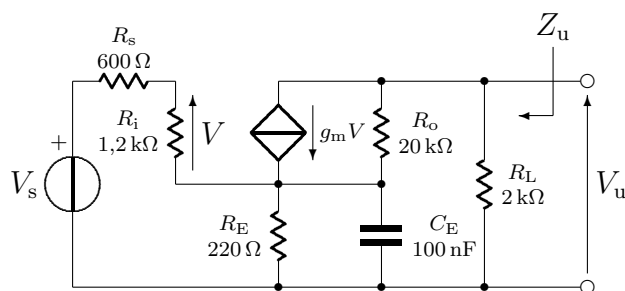 R_s
600 Ω
Z_u
R_i
1,2 kΩ
V
g_m V
R_o
20 kΩ
+
V_s
R_L
2 kΩ
V_u
R_E
220 Ω
C_E
100 nF